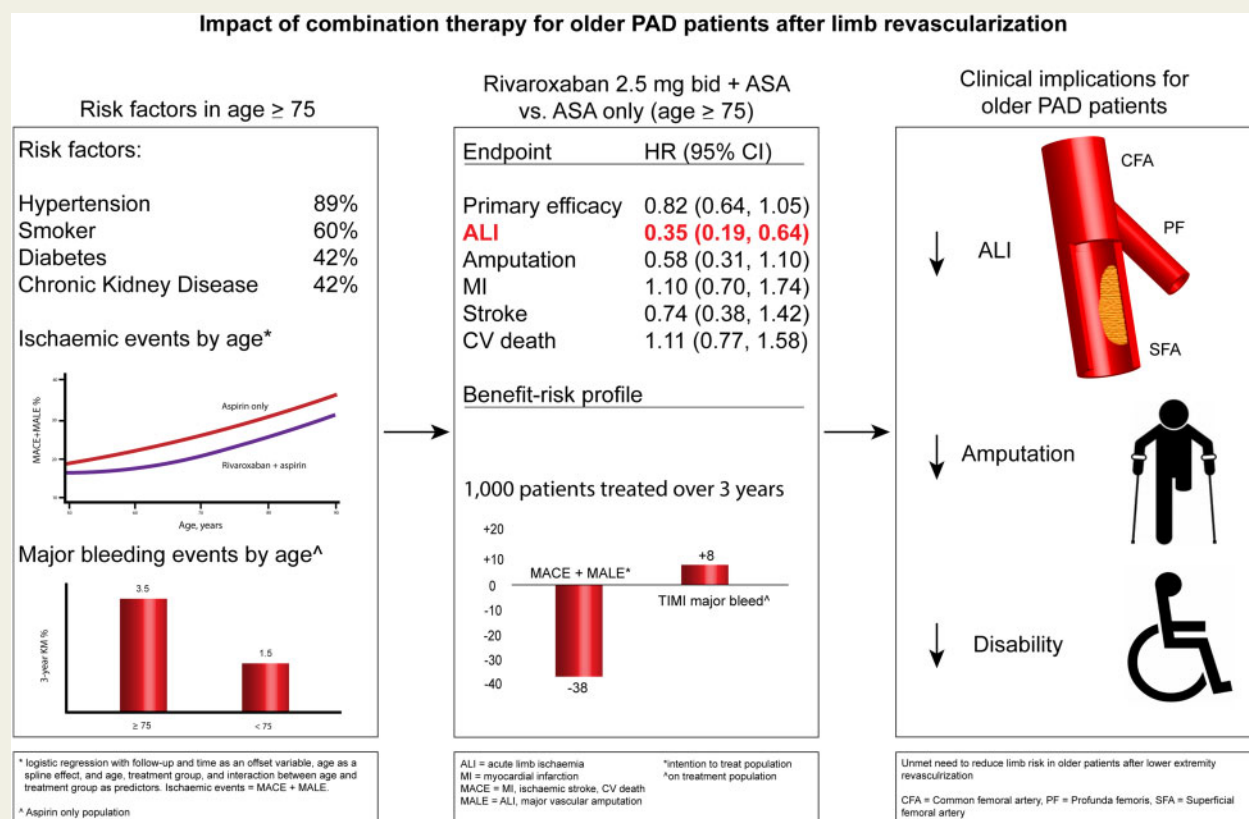 Impact of combination therapy for older PAD patients after limb revascularization
Risk factors in age ≥ 75
Risk factors:
Hypertension 89%
Smoker 60%
Diabetes 42%
Chronic Kidney Disease 42%
Ischaemic events by age*
MACE+MALE %
40
30
20
10
Aspirin only
Rivaroxaban + aspirin
50 60 70 80 90
Age, years
Major bleeding events by age^
3-year KM %
3.5
1.5
≥ 75 < 75
* logistic regression with follow-up and time as an offset variable, age as a
spline effect, and age, treatment group, and interaction between age and
treatment group as predictors. Ischaemic events = MACE + MALE.
^ Aspirin only population
Rivaroxaban 2.5 mg bid + ASA
vs. ASA only (age ≥ 75)
Endpoint HR (95% CI)
Primary efficacy 0.82 (0.64, 1.05)
ALI 0.35 (0.19, 0.64)
Amputation 0.58 (0.31, 1.10)
MI 1.10 (0.70, 1.74)
Stroke 0.74 (0.38, 1.42)
CV death 1.11 (0.77, 1.58)
Benefit-risk profile
1,000 patients treated over 3 years
+20
+10
0
-10
-20
-30
-40
MACE + MALE*
-38
+8
TIMI major bleed^
ALI = acute limb ischaemia
MI = myocardial infarction
MACE = MI, ischaemic stroke, CV death
MALE = ALI, major vascular amputation
*intention to treat population
^on treatment population
Clinical implications for
older PAD patients
↓ ALI
CFA
PF
SFA
↓ Amputation
↓ Disability
Unmet need to reduce limb risk in older patients after lower extremity
revasculrization
CFA = Common femoral artery, PF = Profunda femoris, SFA = Superficial
femoral artery